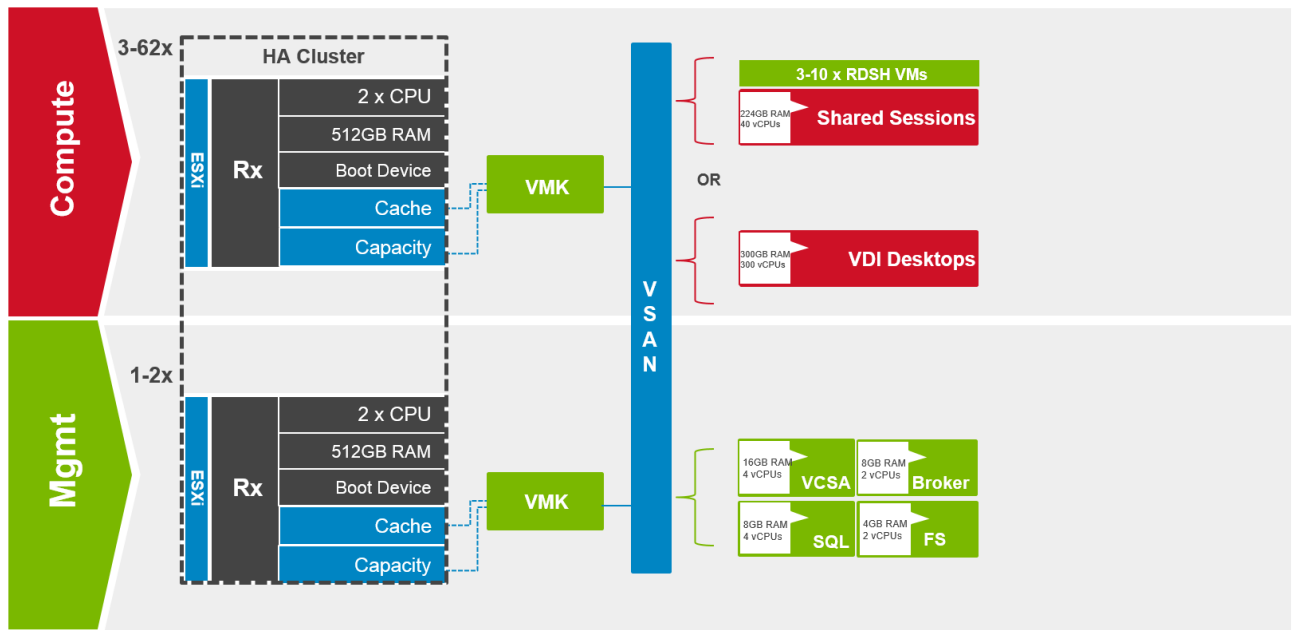 Compute
3-62x
HA Cluster
ESXi
Rx
2 x CPU
512GB RAM
Boot Device
Cache
Capacity
VMK
VSAN
3-10 x RDSH VMs
224GB RAM
40 vCPUs
Shared Sessions
OR
300GB RAM
300 vCPUs
VDI Desktops
Mgmt
1-2x
ESXi
Rx
2 x CPU
512GB RAM
Boot Device
Cache
Capacity
VMK
16GB RAM
4 vCPUs
VCSA
8GB RAM
2 vCPUs
Broker
8GB RAM
4 vCPUs
SQL
4GB RAM
2 vCPUs
FS